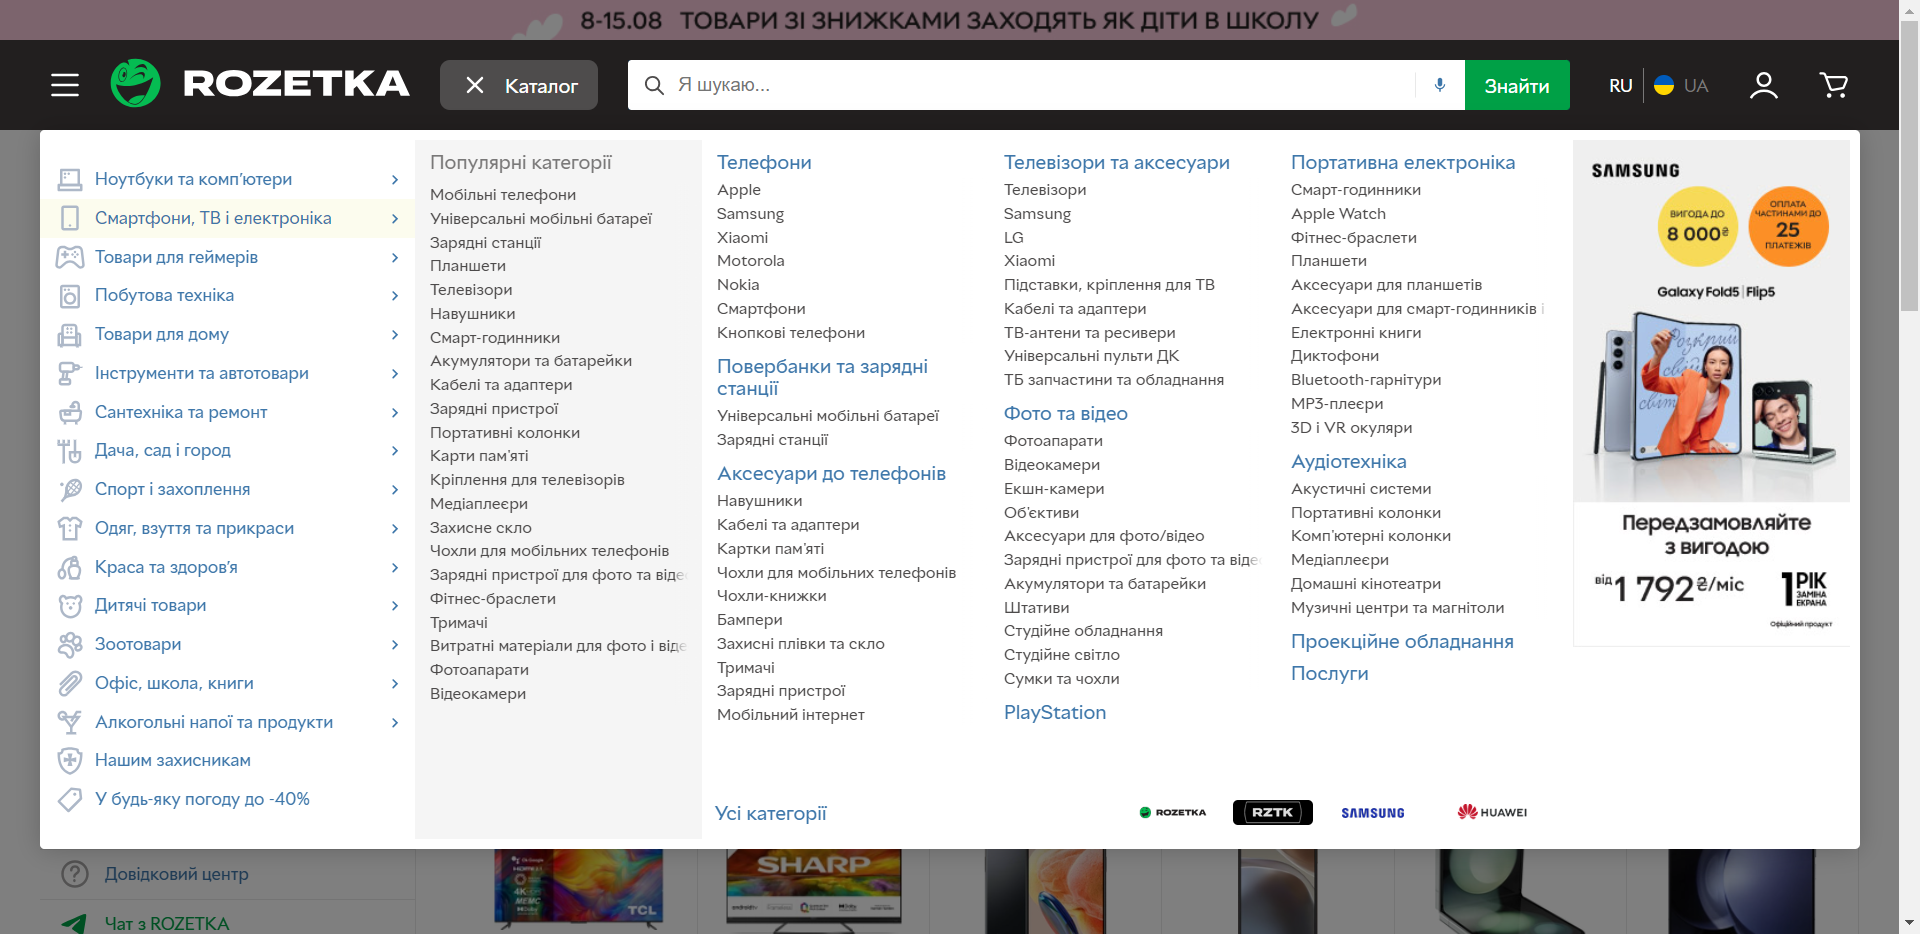 8-15.08 ТОВАРИ ЗІ ЗНИЖКАМИ ЗАХОДЯТЬ ЯК ДІТИ В ШКОЛУ
ROZETKA
Каталог
Я шукаю...
Знайти
RU
UA
Ноутбуки та комп'ютери
Смартфони, ТВ і електроніка
Товари для геймерів
Побутова техніка
Товари для дому
Інструменти та автотовари
Сантехніка та ремонт
Дача, сад і город
Спорт і захоплення
Одяг, взуття та прикраси
Краса та здоров'я
Дитячі товари
Зоотовари
Офіс, школа, книги
Алкогольні напої та продукти
Нашим захисникам
У будь-яку погоду до -40%
Популярні категорії
Мобільні телефони
Універсальні мобільні батареї
Зарядні станції
Планшети
Телевізори
Навушники
Смарт-годинники
Акумулятори та батарейки
Кабелі та адаптери
Зарядні пристрої
Портативні колонки
Карти пам'яті
Кріплення для телевізорів
Медіаплеєри
Захисне скло
Чохли для мобільних телефонів
Зарядні пристрої для фото та віде
Фітнес-браслети
Тримачі
Витратні матеріали для фото і віде
Фотоапарати
Відеокамери
Телефони
Apple
Samsung
Xiaomi
Motorola
Nokia
Смартфони
Кнопкові телефони
Повербанки та зарядні
станції
Універсальні мобільні батареї
Зарядні станції
Аксесуари до телефонів
Навушники
Кабелі та адаптери
Картки пам'яті
Чохли для мобільних телефонів
Чохли-книжки
Бампери
Захисні плівки та скло
Тримачі
Зарядні пристрої
Мобільний інтернет
Телевізори та аксесуари
Телевізори
Samsung
LG
Xiaomi
Підставки, кріплення для ТВ
Кабелі та адаптери
ТВ-антени та ресивери
Універсальні пульти ДК
ТБ запчастини та обладнання
Фото та відео
Фотоапарати
Відеокамери
Екшн-камери
Об'єктиви
Аксесуари для фото/відео
Зарядні пристрої для фото та віде
Акумулятори та батарейки
Штативи
Студійне обладнання
Студійне світло
Сумки та чохли
PlayStation
Портативна електроніка
Смарт-годинники
Apple Watch
Фітнес-браслети
Планшети
Аксесуари для планшетів
Аксесуари для смарт-годинників і
Електронні книги
Диктофони
Bluetooth-гарнітури
MP3-плеєри
3D і VR окуляри
Аудіотехніка
Акустичні системи
Портативні колонки
Комп'ютерні колонки
Медіаплеєри
Домашні кінотеатри
Музичні центри та магнітоли
Проекційне обладнання
Послуги
SAMSUNG
ВИГОДА ДО
8 000₴
ОПЛАТА
ЧАСТИНАМИ ДО
25
ПЛАТЕЖІВ
Galaxy Fold5 | Flip5
Розкрий
свій
світ
Передзамовляйте
з вигодою
від 1 792₴/міс
1 РІК
ЗАМІНА
ЕКРАНА
Офіційний продукт
Усі категорії
ROZETKA
RZTK
SAMSUNG
HUAWEI
Довідковий центр
Чат з ROZETKA
HDMI
4K
MEMC
TCL
SHARP
androidtv